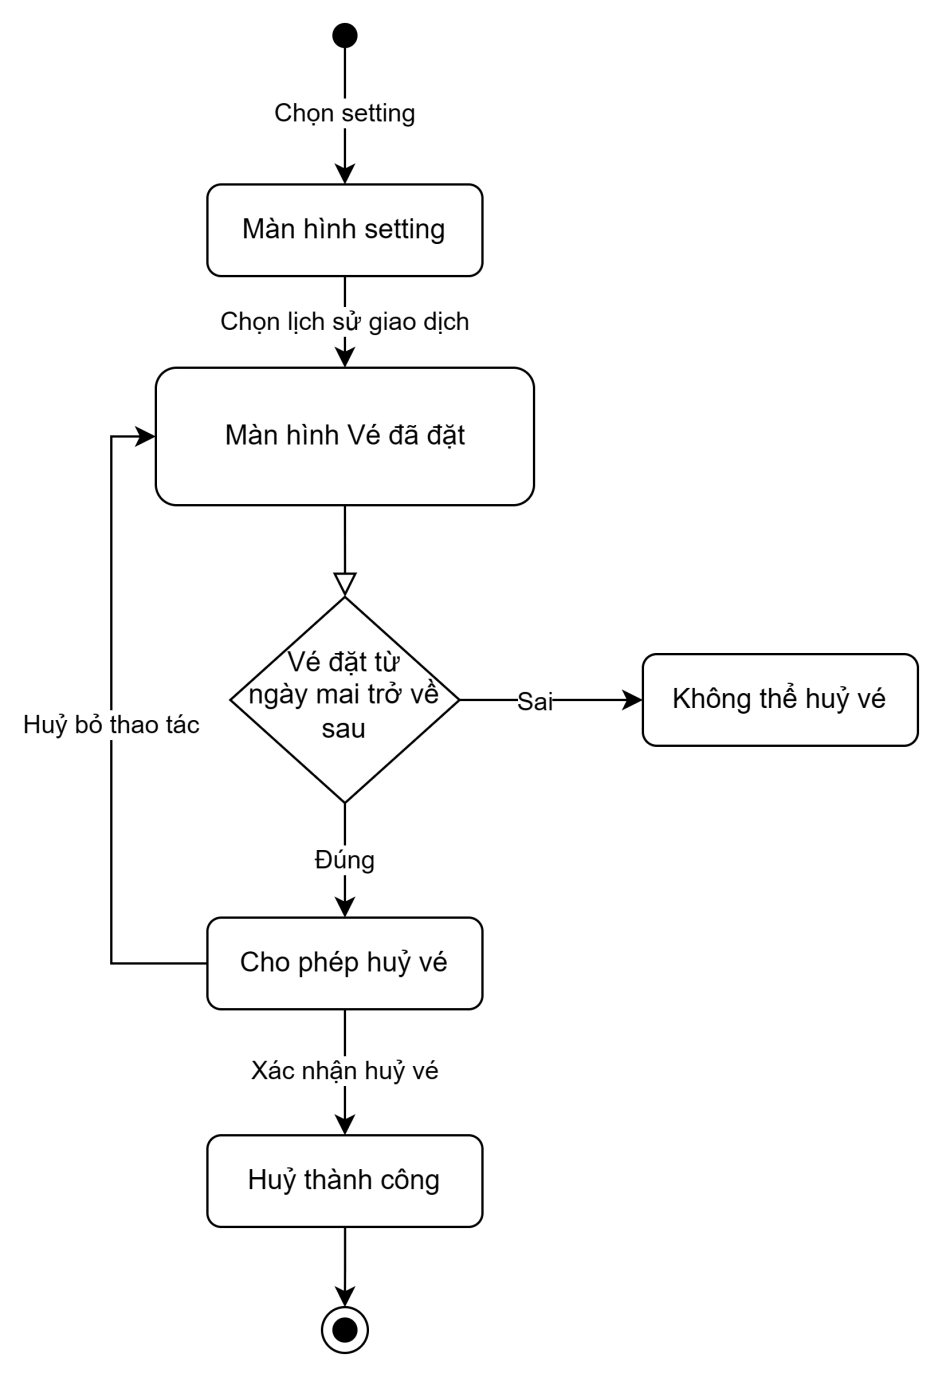 Chọn setting
Màn hình setting
Chọn lịch sử giao dịch
Màn hình Vé đã đặt
Vé đặt từ
ngày mai trở về
sau
Sai
Không thể huỷ vé
Huỷ bỏ thao tác
Đúng
Cho phép huỷ vé
Xác nhận huỷ vé
Huỷ thành công